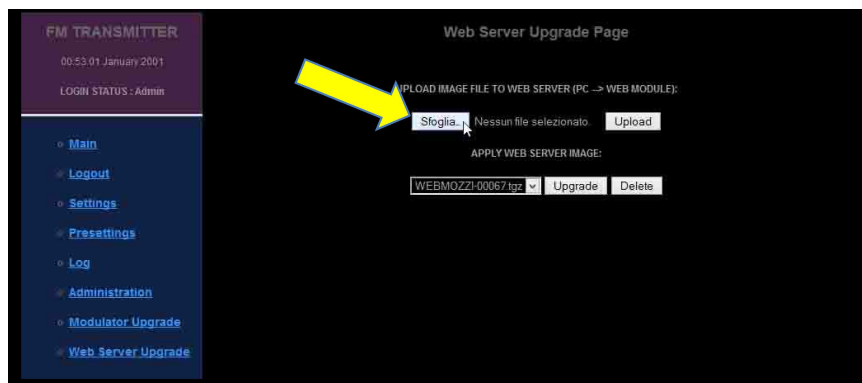 FM TRANSMITTER
00:53:01 January 2001
LOGIN STATUS : Admin
Main
Logout
Settings
Presettings
Log
Administration
Modulator Upgrade
Web Server Upgrade
Web Server Upgrade Page
UPLOAD IMAGE FILE TO WEB SERVER (PC --> WEB MODULE):
Sfoglia... Nessun file selezionato. Upload
APPLY WEB SERVER IMAGE:
WEBMOZZI-00067.tgz Upgrade Delete